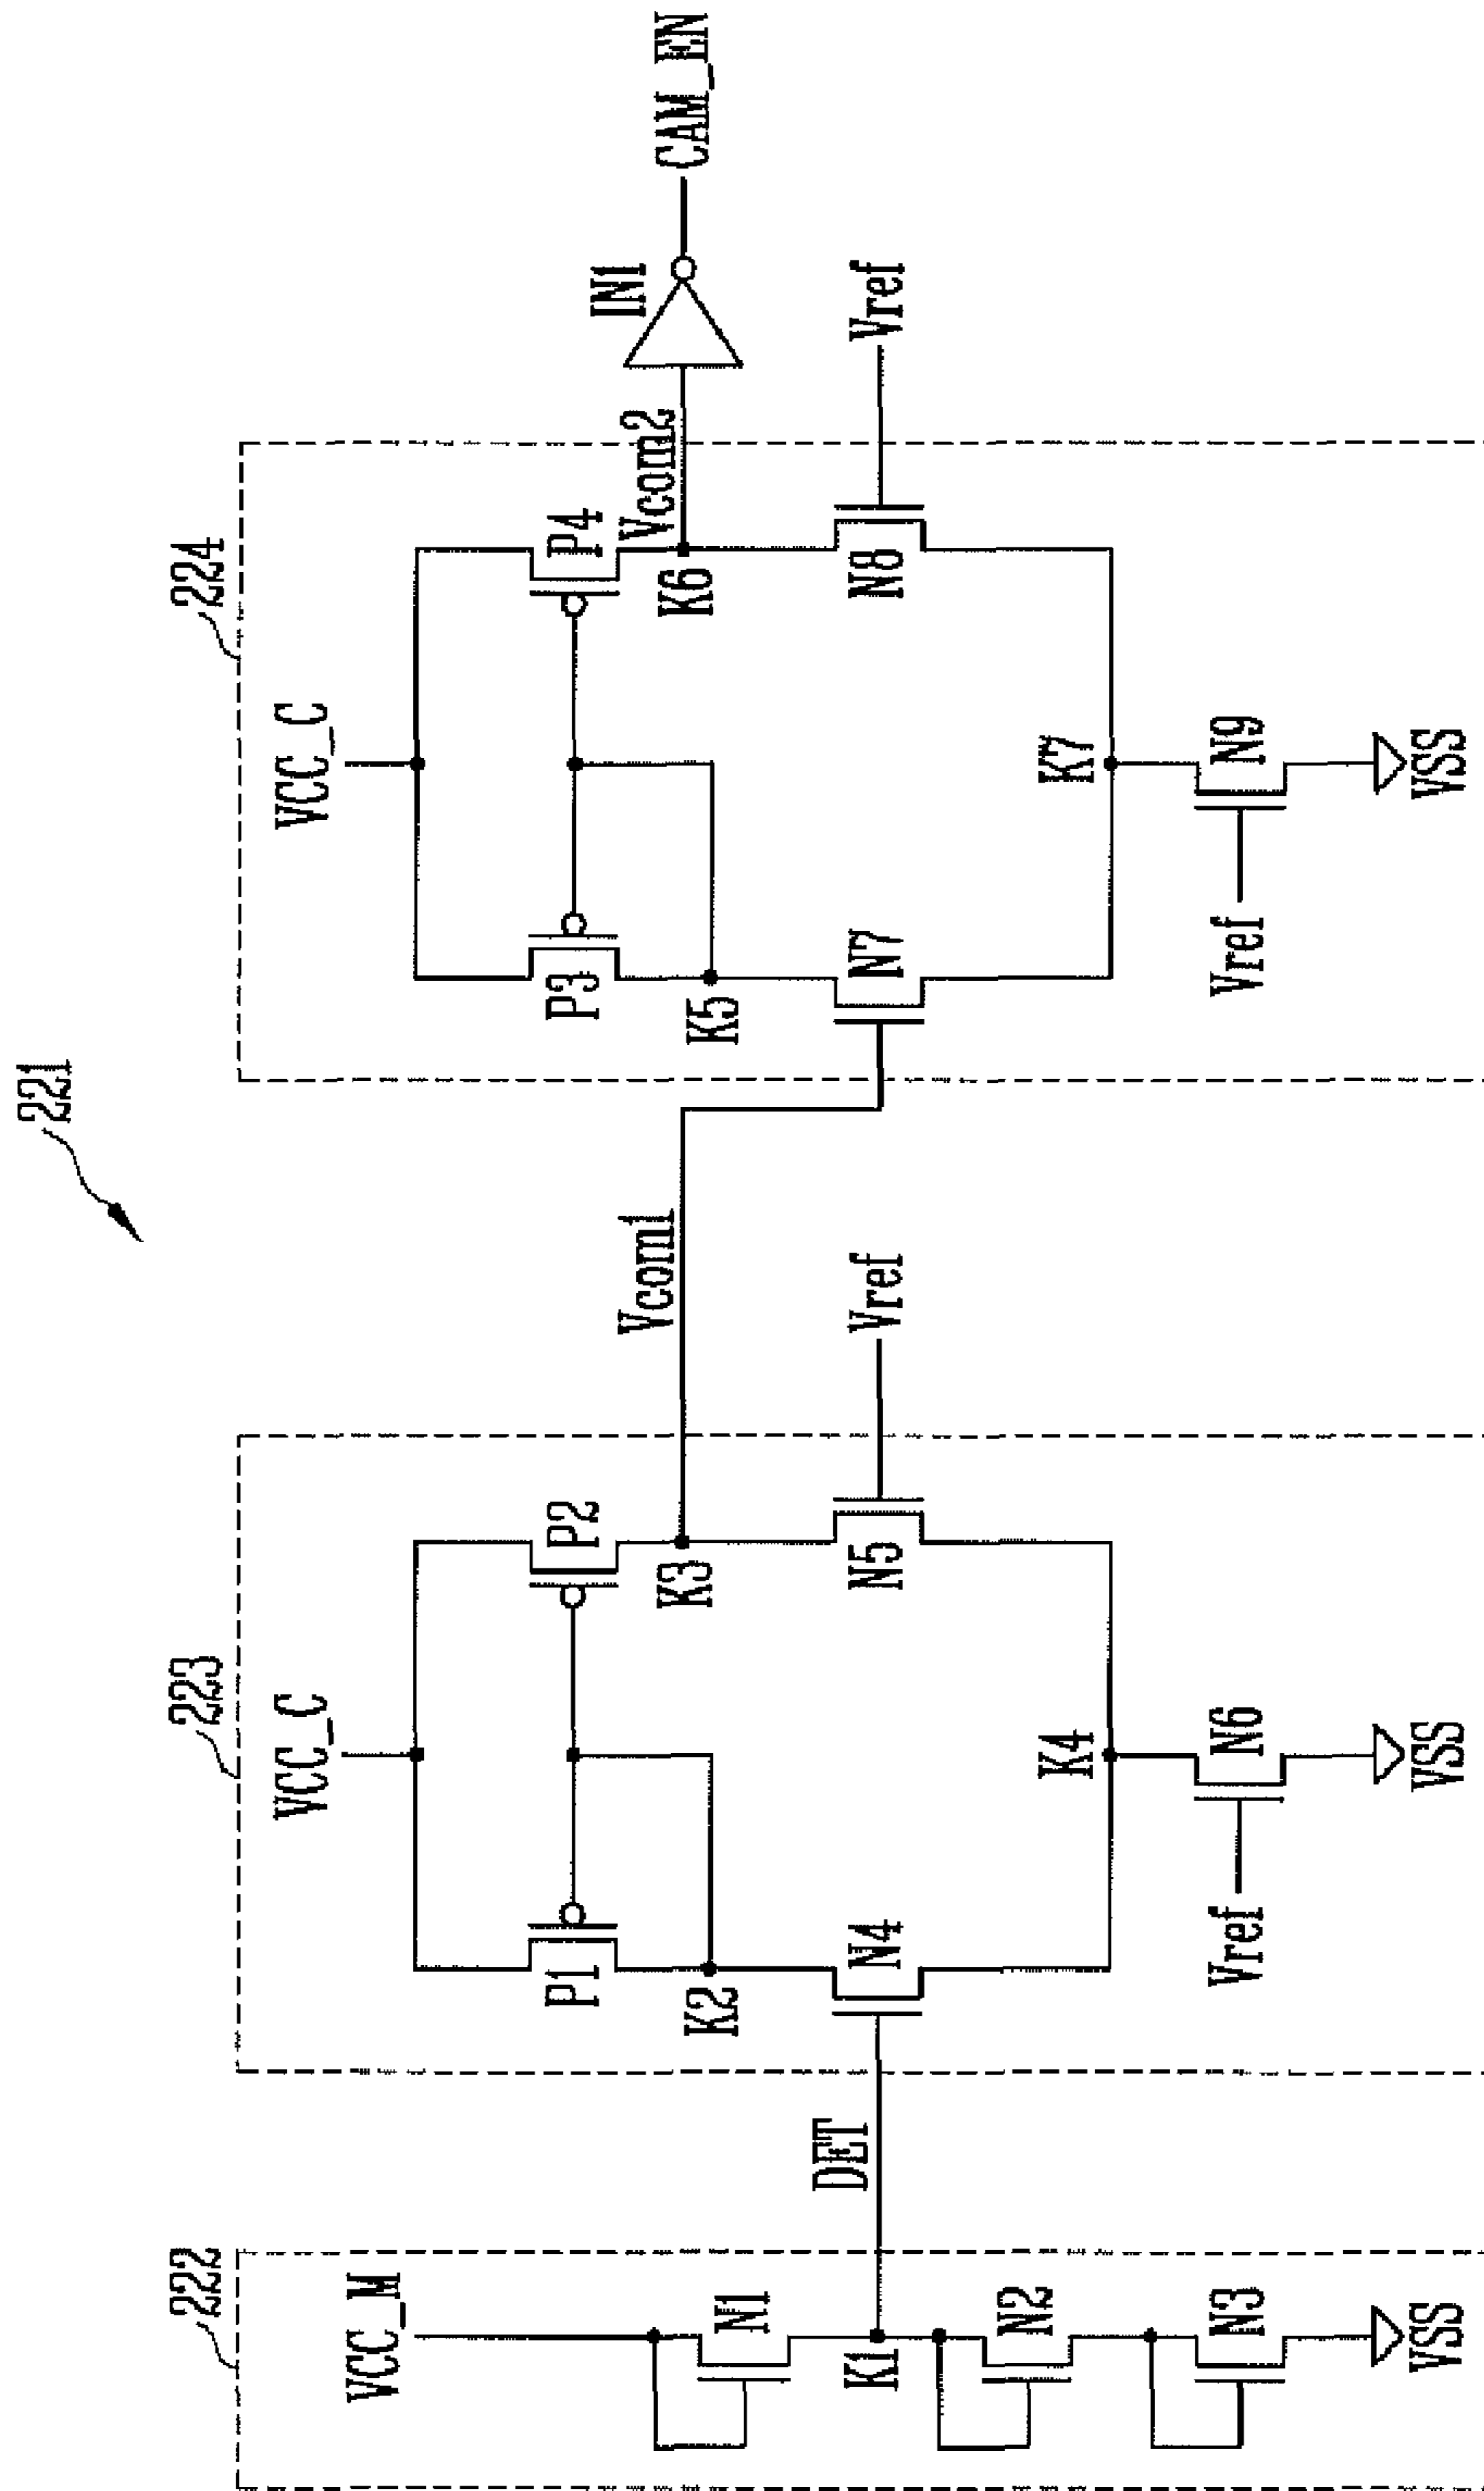 221
222
VCC_M
N1
K1
DET
N2
N3
VSS
223
VCC_C
P1
P2
K2
K3
Vcom1
N4
N5
Vref
K4
Vref
N6
VSS
224
VCC_C
P3
P4
Vcom2
K5
K6
IN1
CAM_EN
N7
N8
Vref
K7
Vref
N9
VSS